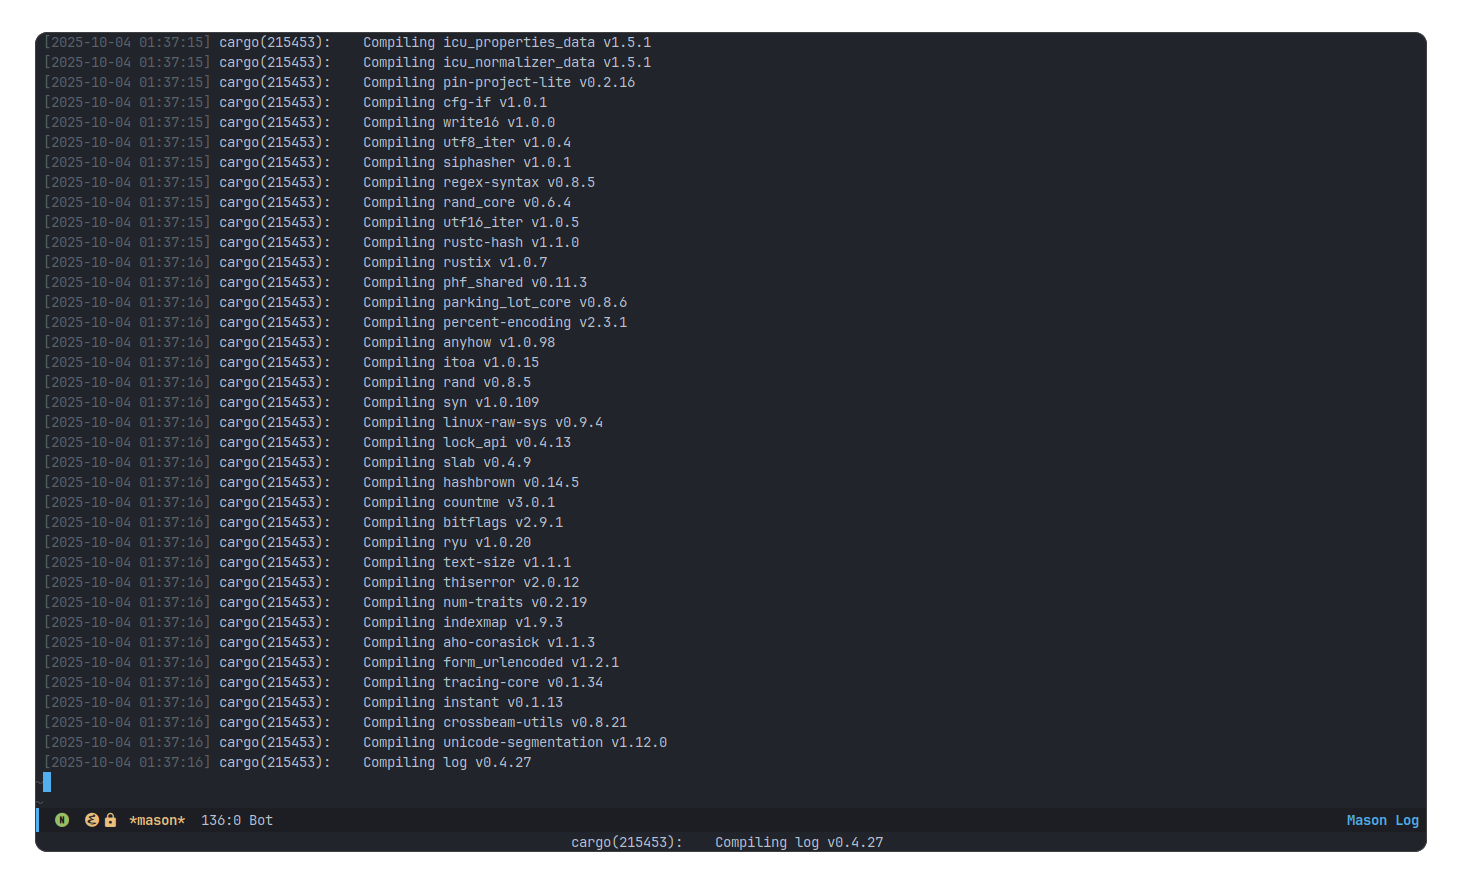 [2025-10-04 01:37:15] cargo(215453):    Compiling icu_properties_data v1.5.1
[2025-10-04 01:37:15] cargo(215453):    Compiling icu_normalizer_data v1.5.1
[2025-10-04 01:37:15] cargo(215453):    Compiling pin-project-lite v0.2.16
[2025-10-04 01:37:15] cargo(215453):    Compiling cfg-if v1.0.1
[2025-10-04 01:37:15] cargo(215453):    Compiling write16 v1.0.0
[2025-10-04 01:37:15] cargo(215453):    Compiling utf8_iter v1.0.4
[2025-10-04 01:37:15] cargo(215453):    Compiling siphasher v1.0.1
[2025-10-04 01:37:15] cargo(215453):    Compiling regex-syntax v0.8.5
[2025-10-04 01:37:15] cargo(215453):    Compiling rand_core v0.6.4
[2025-10-04 01:37:15] cargo(215453):    Compiling utf16_iter v1.0.5
[2025-10-04 01:37:15] cargo(215453):    Compiling rustc-hash v1.1.0
[2025-10-04 01:37:16] cargo(215453):    Compiling rustix v1.0.7
[2025-10-04 01:37:16] cargo(215453):    Compiling phf_shared v0.11.3
[2025-10-04 01:37:16] cargo(215453):    Compiling parking_lot_core v0.8.6
[2025-10-04 01:37:16] cargo(215453):    Compiling percent-encoding v2.3.1
[2025-10-04 01:37:16] cargo(215453):    Compiling anyhow v1.0.98
[2025-10-04 01:37:16] cargo(215453):    Compiling itoa v1.0.15
[2025-10-04 01:37:16] cargo(215453):    Compiling rand v0.8.5
[2025-10-04 01:37:16] cargo(215453):    Compiling syn v1.0.109
[2025-10-04 01:37:16] cargo(215453):    Compiling linux-raw-sys v0.9.4
[2025-10-04 01:37:16] cargo(215453):    Compiling lock_api v0.4.13
[2025-10-04 01:37:16] cargo(215453):    Compiling slab v0.4.9
[2025-10-04 01:37:16] cargo(215453):    Compiling hashbrown v0.14.5
[2025-10-04 01:37:16] cargo(215453):    Compiling countme v3.0.1
[2025-10-04 01:37:16] cargo(215453):    Compiling bitflags v2.9.1
[2025-10-04 01:37:16] cargo(215453):    Compiling ryu v1.0.20
[2025-10-04 01:37:16] cargo(215453):    Compiling text-size v1.1.1
[2025-10-04 01:37:16] cargo(215453):    Compiling thiserror v2.0.12
[2025-10-04 01:37:16] cargo(215453):    Compiling num-traits v0.2.19
[2025-10-04 01:37:16] cargo(215453):    Compiling indexmap v1.9.3
[2025-10-04 01:37:16] cargo(215453):    Compiling aho-corasick v1.1.3
[2025-10-04 01:37:16] cargo(215453):    Compiling form_urlencoded v1.2.1
[2025-10-04 01:37:16] cargo(215453):    Compiling tracing-core v0.1.34
[2025-10-04 01:37:16] cargo(215453):    Compiling instant v0.1.13
[2025-10-04 01:37:16] cargo(215453):    Compiling crossbeam-utils v0.8.21
[2025-10-04 01:37:16] cargo(215453):    Compiling unicode-segmentation v1.12.0
[2025-10-04 01:37:16] cargo(215453):    Compiling log v0.4.27
~
~
N *mason* 136:0 Bot Mason Log
cargo(215453):    Compiling log v0.4.27